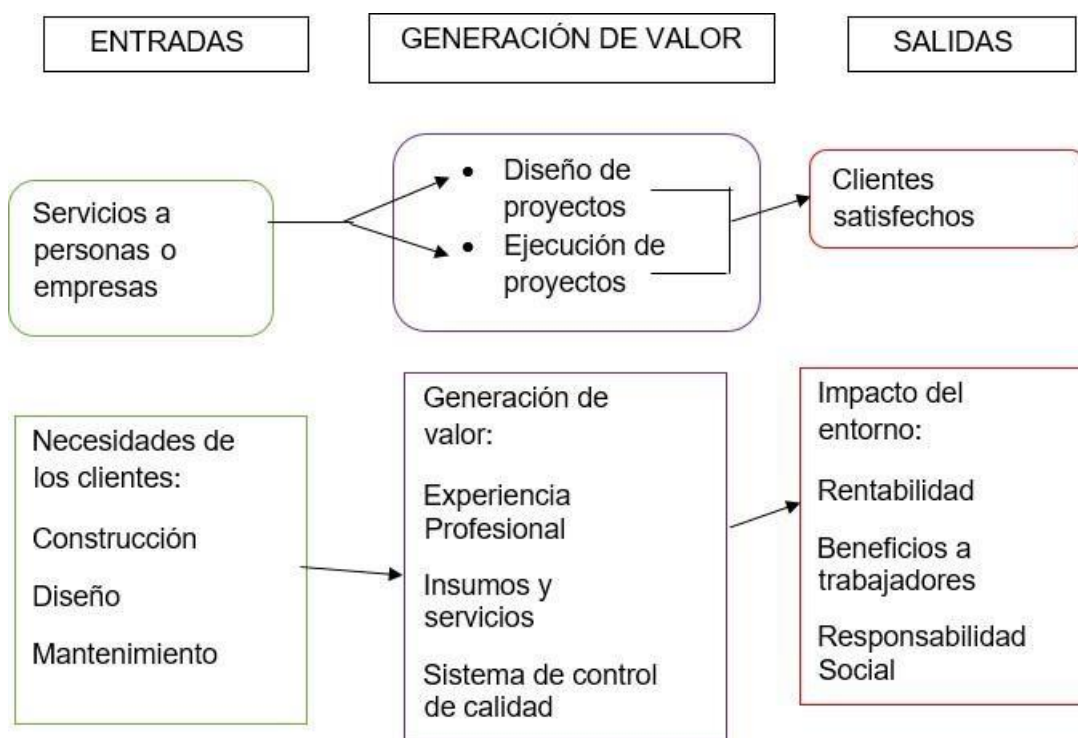 ENTRADAS
GENERACIÓN DE VALOR
SALIDAS
Servicios a
personas o
empresas
• Diseño de
proyectos
• Ejecución de
proyectos
Clientes
satisfechos
Necesidades de
los clientes:
Construcción
Diseño
Mantenimiento
Generación de
valor:
Experiencia
Profesional
Insumos y
servicios
Sistema de control
de calidad
Impacto del
entorno:
Rentabilidad
Beneficios a
trabajadores
Responsabilidad
Social